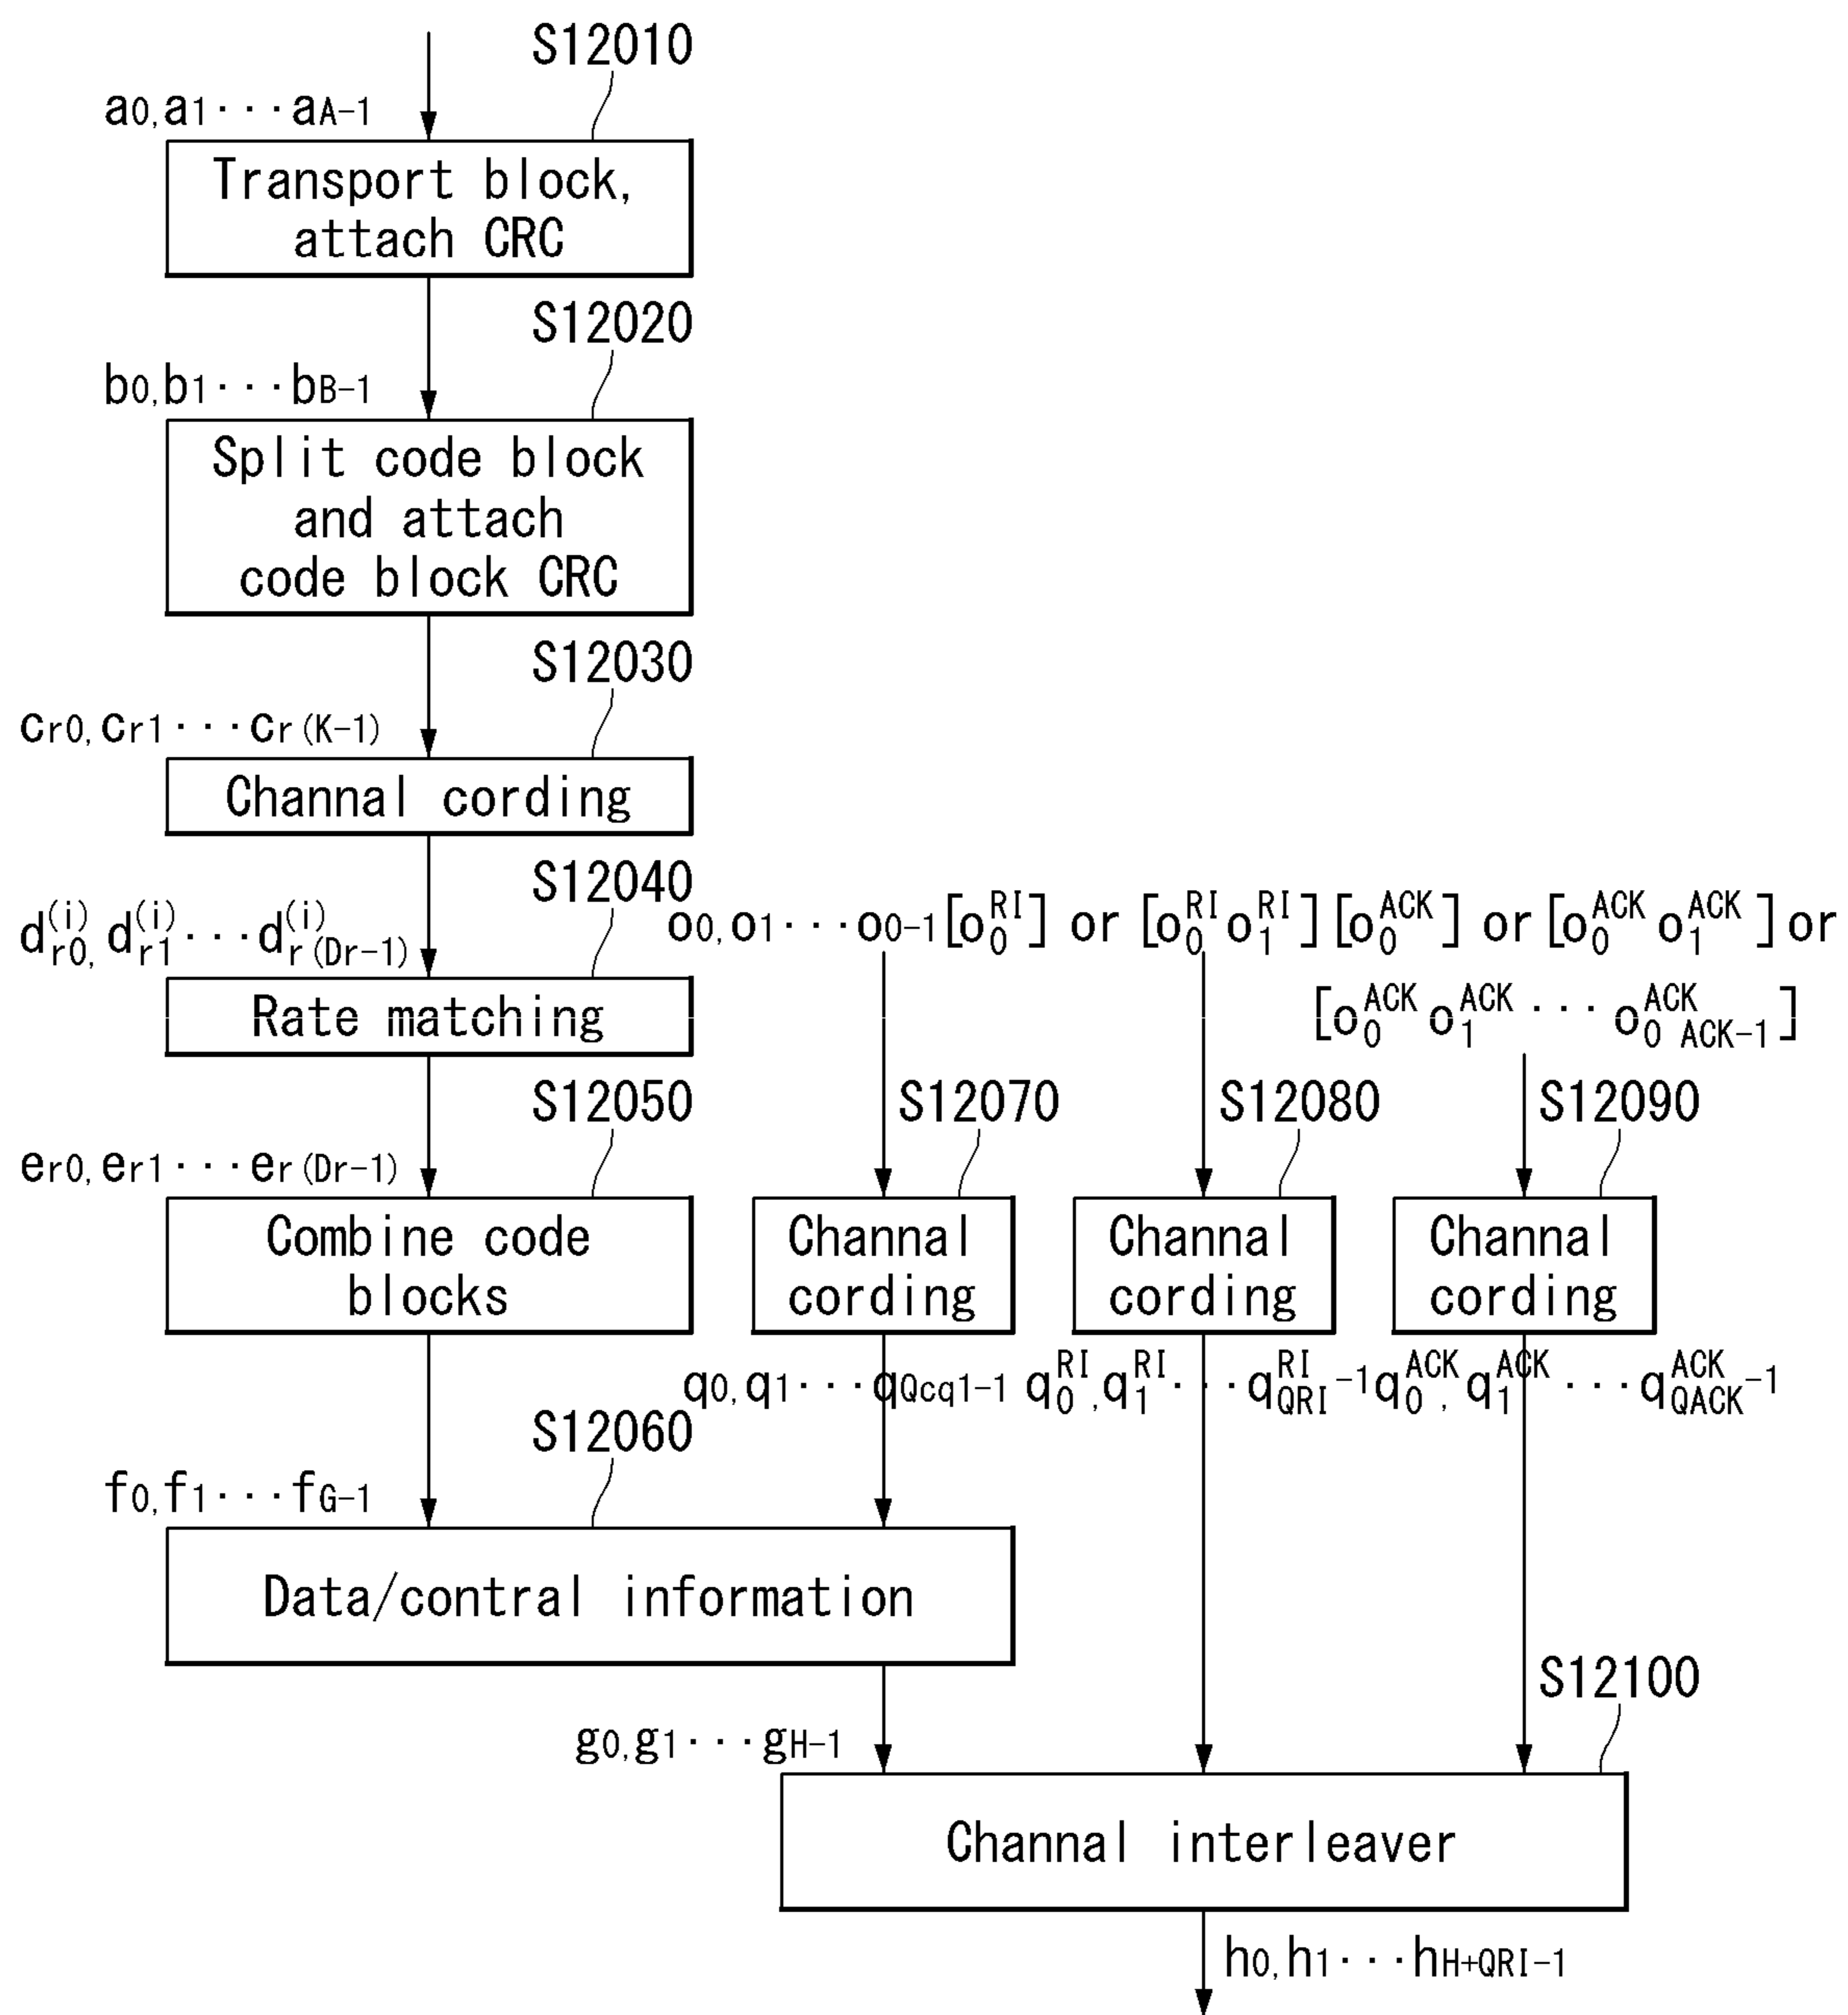 S12010
a0,a1···aA-1
Transport block,
attach CRC
S12020
b0,b1···bB-1
Split code block
and attach
code block CRC
S12030
cr0,cr1···cr(K-1)
Channal cording
S12040
d(i)r0,d(i)r1···d(i)r(Dr-1)
Rate matching
o0,o1···o0-1[oRI0] or [oRI0 oRI1][oACK0] or [oACK0 oACK1] or
[oACK0 oACK1···oACK0 ACK-1]
S12050
er0,er1···er(Dr-1)
Combine code
blocks
S12070
Channal
cording
S12080
Channal
cording
S12090
Channal
cording
q0,q1···qQcq1-1 qRI0,qRI1···qRIQRI-1 qACK0,qACK1···qACKQACK-1
S12060
f0,f1···fG-1
Data/contral information
S12100
g0,g1···gH-1
Channal interleaver
h0,h1···hH+QRI-1